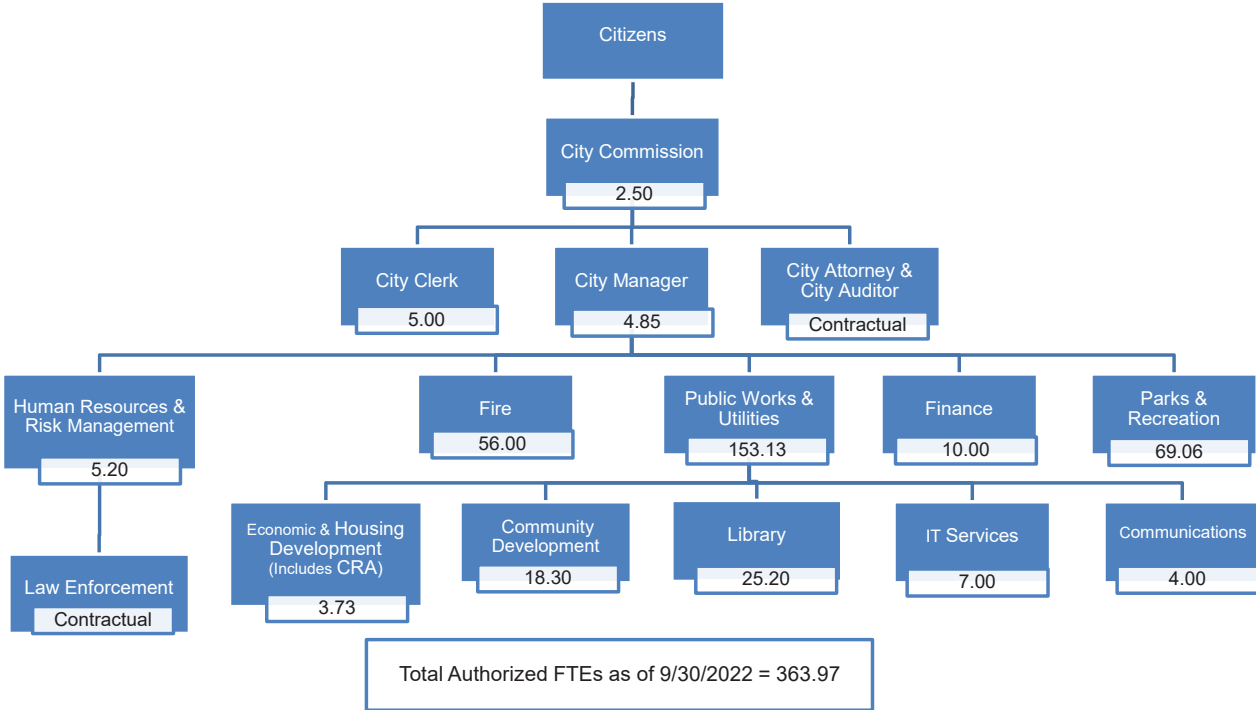 Citizens
City Commission
2.50
City Clerk
5.00
City Manager
4.85
City Attorney &
City Auditor
Contractual
Human Resources &
Risk Management
5.20
Fire
56.00
Public Works &
Utilities
153.13
Finance
10.00
Parks &
Recreation
69.06
Law Enforcement
Contractual
Economic & Housing
Development
(Includes CRA)
3.73
Community
Development
18.30
Library
25.20
IT Services
7.00
Communications
4.00
Total Authorized FTEs as of 9/30/2022 = 363.97